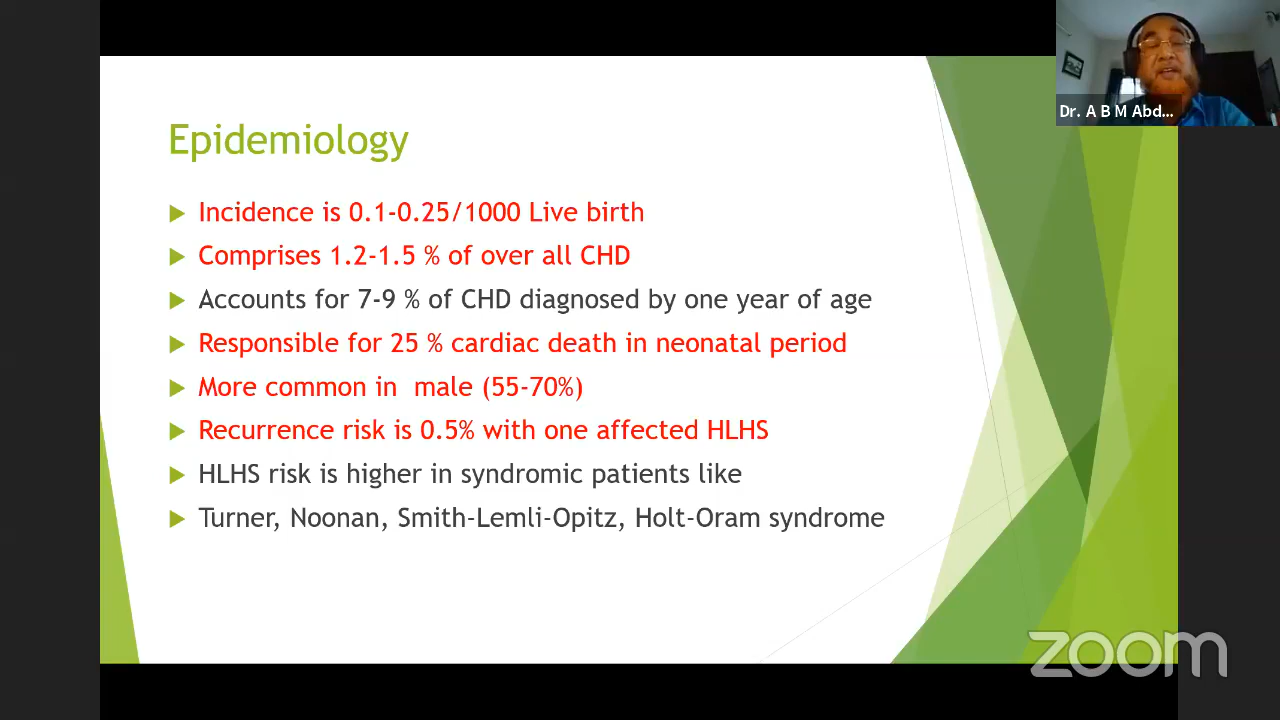 Dr. A B M Abd...
Epidemiology
Incidence is 0.1-0.25/1000 Live birth
Comprises 1.2-1.5 % of over all CHD
Accounts for 7-9 % of CHD diagnosed by one year of age
Responsible for 25 % cardiac death in neonatal period
More common in male (55-70%)
Recurrence risk is 0.5% with one affected HLHS
HLHS risk is higher in syndromic patients like
Turner, Noonan, Smith-Lemli-Opitz, Holt-Oram syndrome
zoom